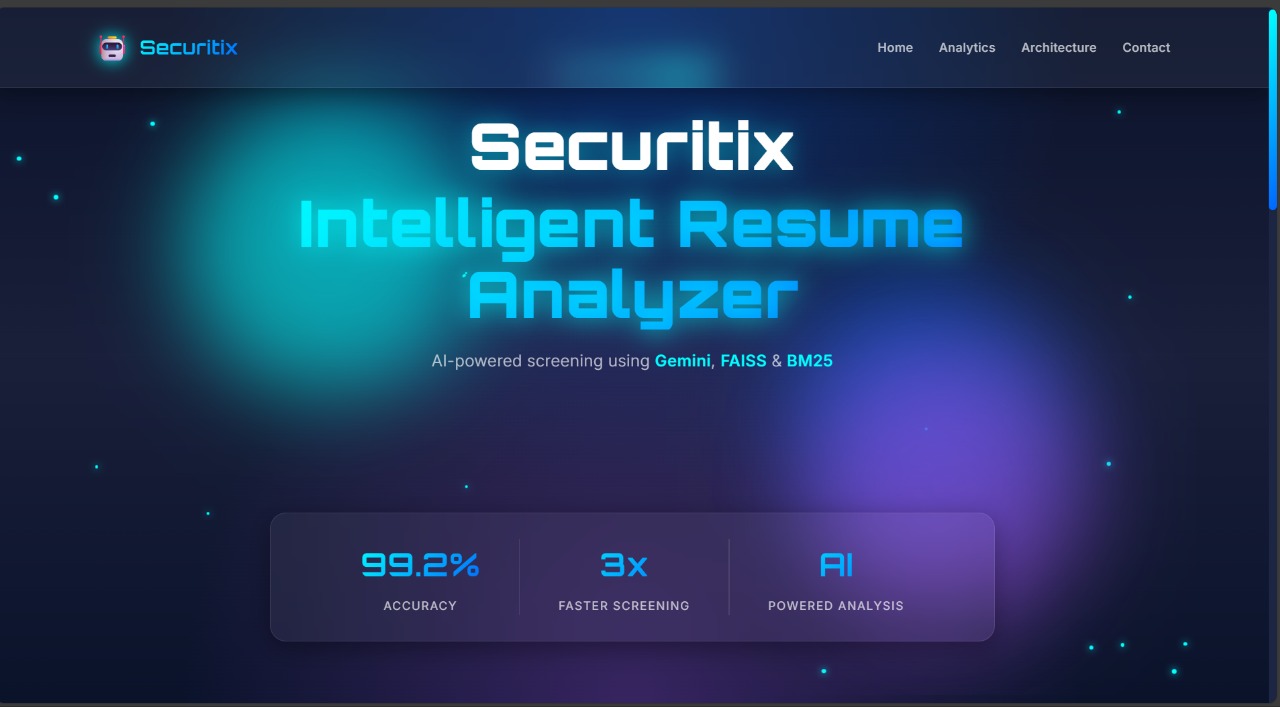 Securitix
Home Analytics Architecture Contact
Securitix
Intelligent Resume
Analyzer
AI-powered screening using Gemini, FAISS & BM25
99.2% 3x AI
ACCURACY FASTER SCREENING POWERED ANALYSIS